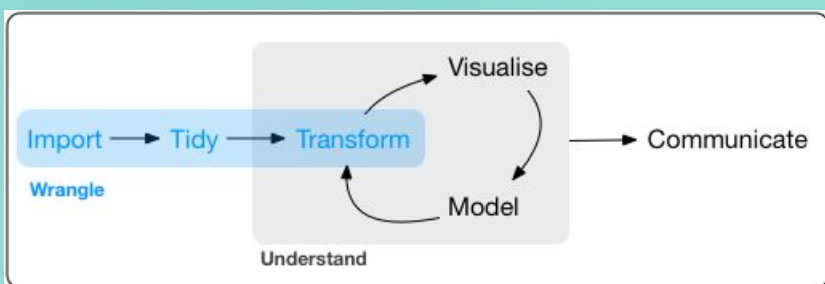 Visualise
Import Tidy Transform Communicate
Wrangle
Model
Understand